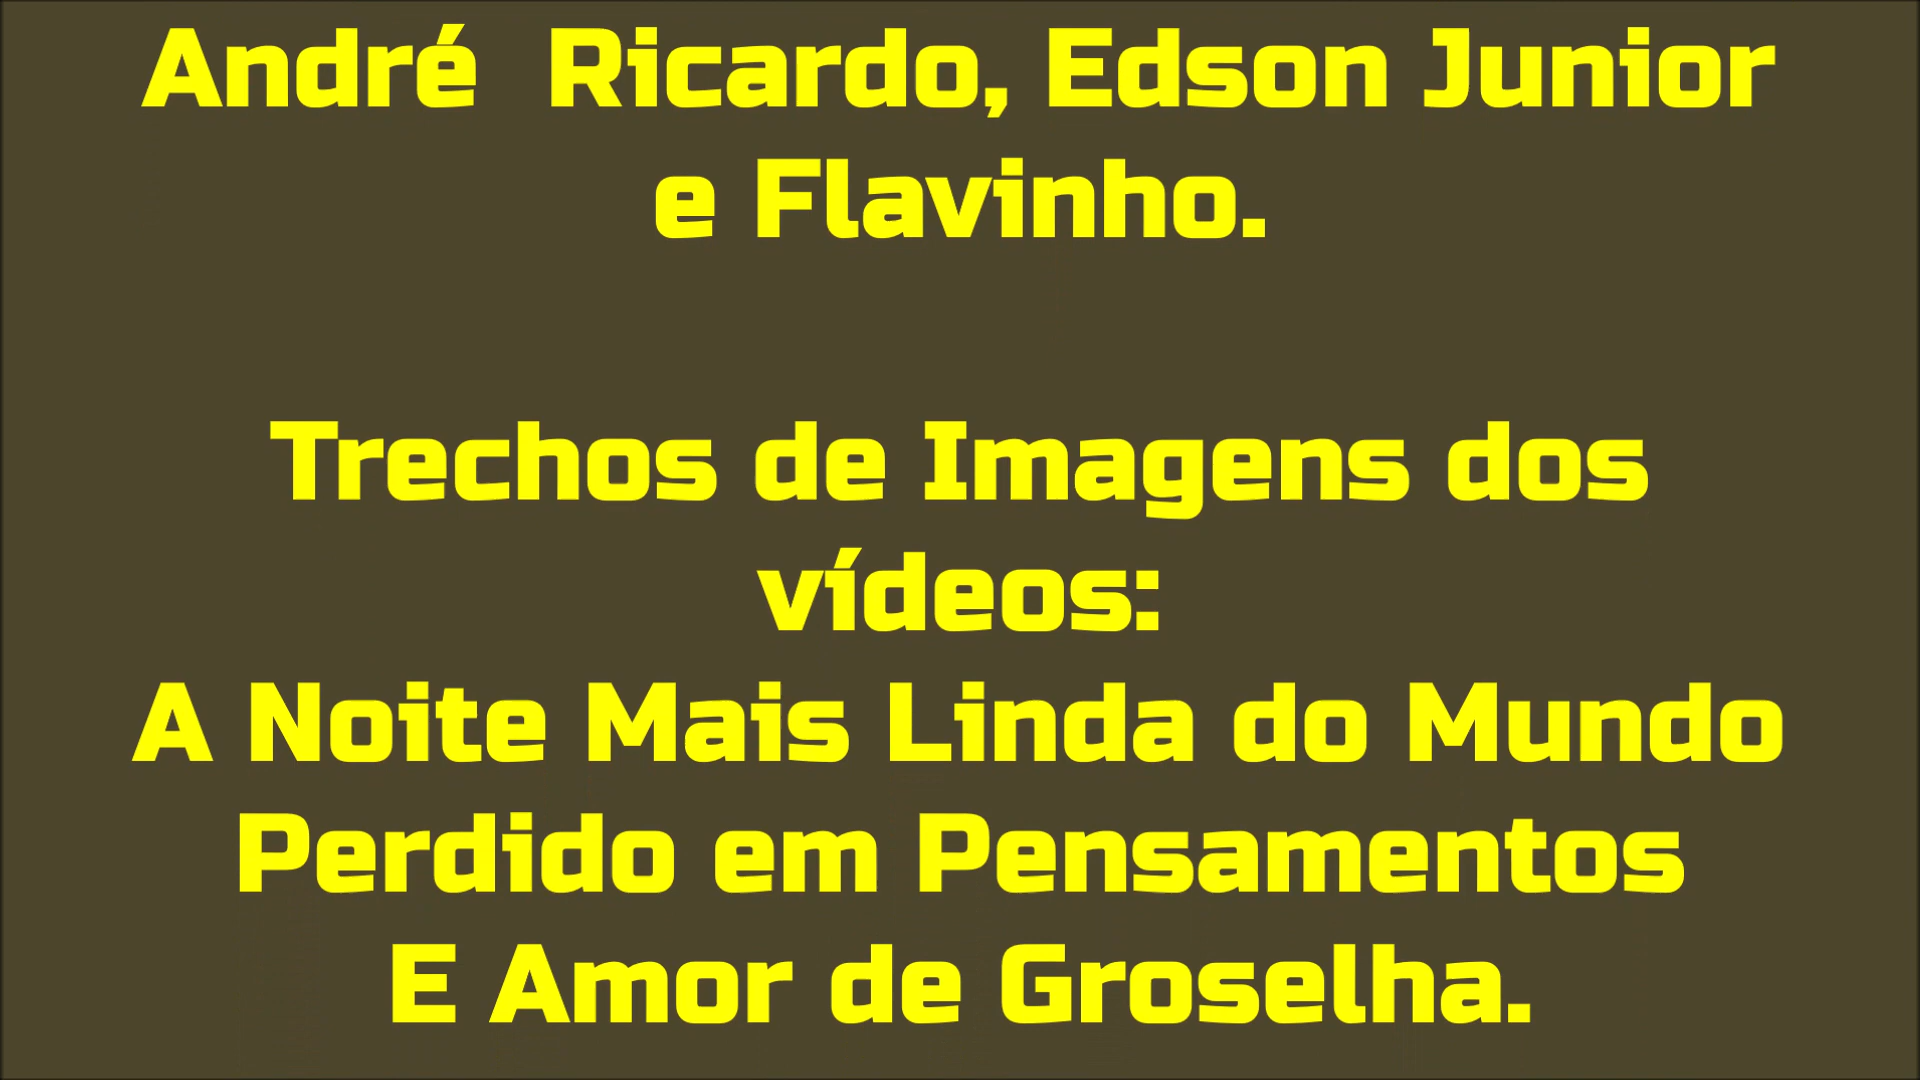 André  Ricardo, Edson Junior
e Flavinho.
Trechos de Imagens dos
vídeos:
A Noite Mais Linda do Mundo
Perdido em Pensamentos
E Amor de Groselha.